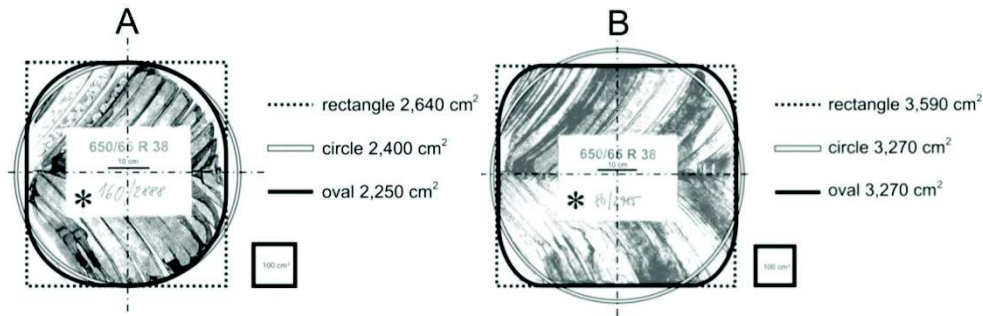 A
rectangle 2,640 cm²
circle 2,400 cm²
oval 2,250 cm²
650/65 R 38
10 cm
* 160/2888
100 cm²
B
rectangle 3,590 cm²
circle 3,270 cm²
oval 3,270 cm²
650/65 R 38
10 cm
*
100 cm²